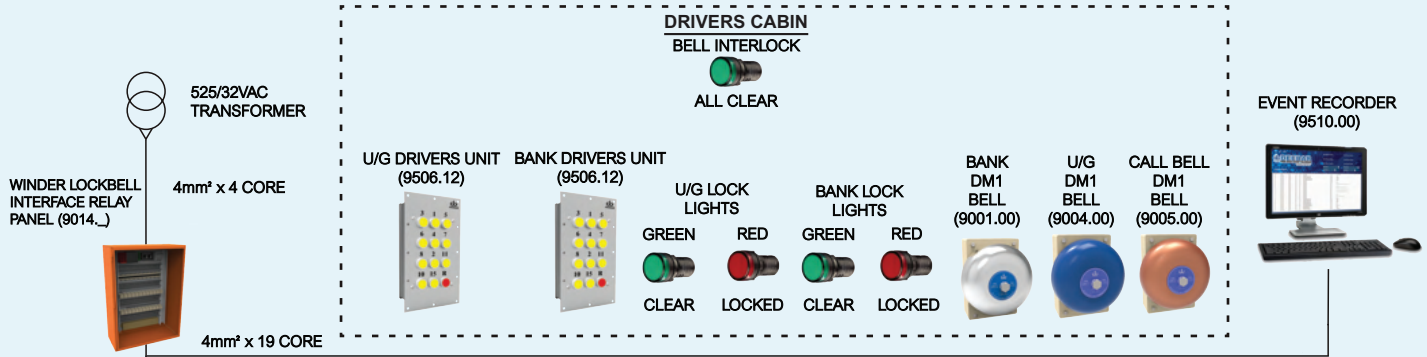 DRIVERS CABIN
BELL INTERLOCK
ALL CLEAR
525/32VAC
TRANSFORMER
EVENT RECORDER
(9510.00)
WINDER LOCKBELL
INTERFACE RELAY
PANEL (9014._)
4mm² x 4 CORE
U/G DRIVERS UNIT
(9506.12)
BANK DRIVERS UNIT
(9506.12)
U/G LOCK
LIGHTS
GREEN
RED
CLEAR
LOCKED
BANK LOCK
LIGHTS
GREEN
RED
CLEAR
LOCKED
BANK
DM1
BELL
(9001.00)
U/G
DM1
BELL
(9004.00)
CALL BELL
DM1
BELL
(9005.00)
4mm² x 19 CORE